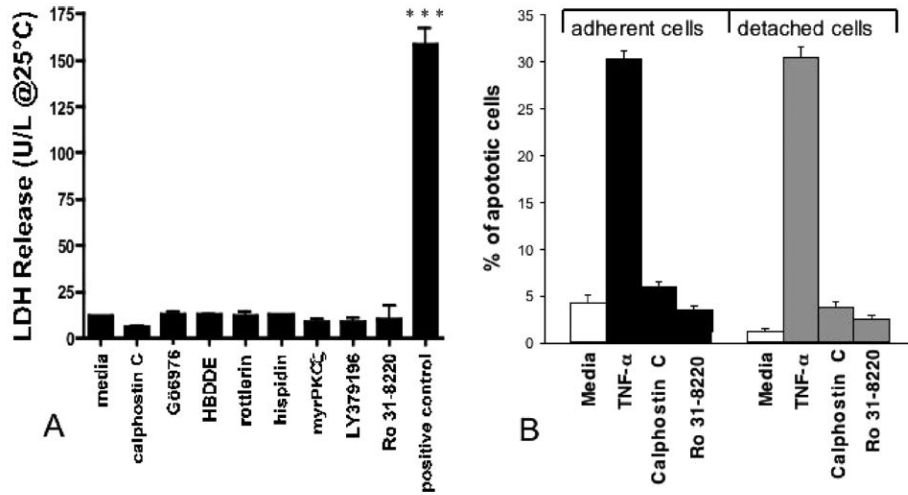 LDH Release (U/L @25°C)
175
150
125
100
75
50
25
0
***
media
calphostin C
Gö6976
HBDDE
rottlerin
hispidin
myrPKCζ
LY379196
Ro 31-8220
positive control
A
% of apoptotic cells
35
30
25
20
15
10
5
0
adherent cells
detached cells
Media
TNF-α
Calphostin C
Ro 31-8220
Media
TNF-α
Calphostin C
Ro 31-8220
B